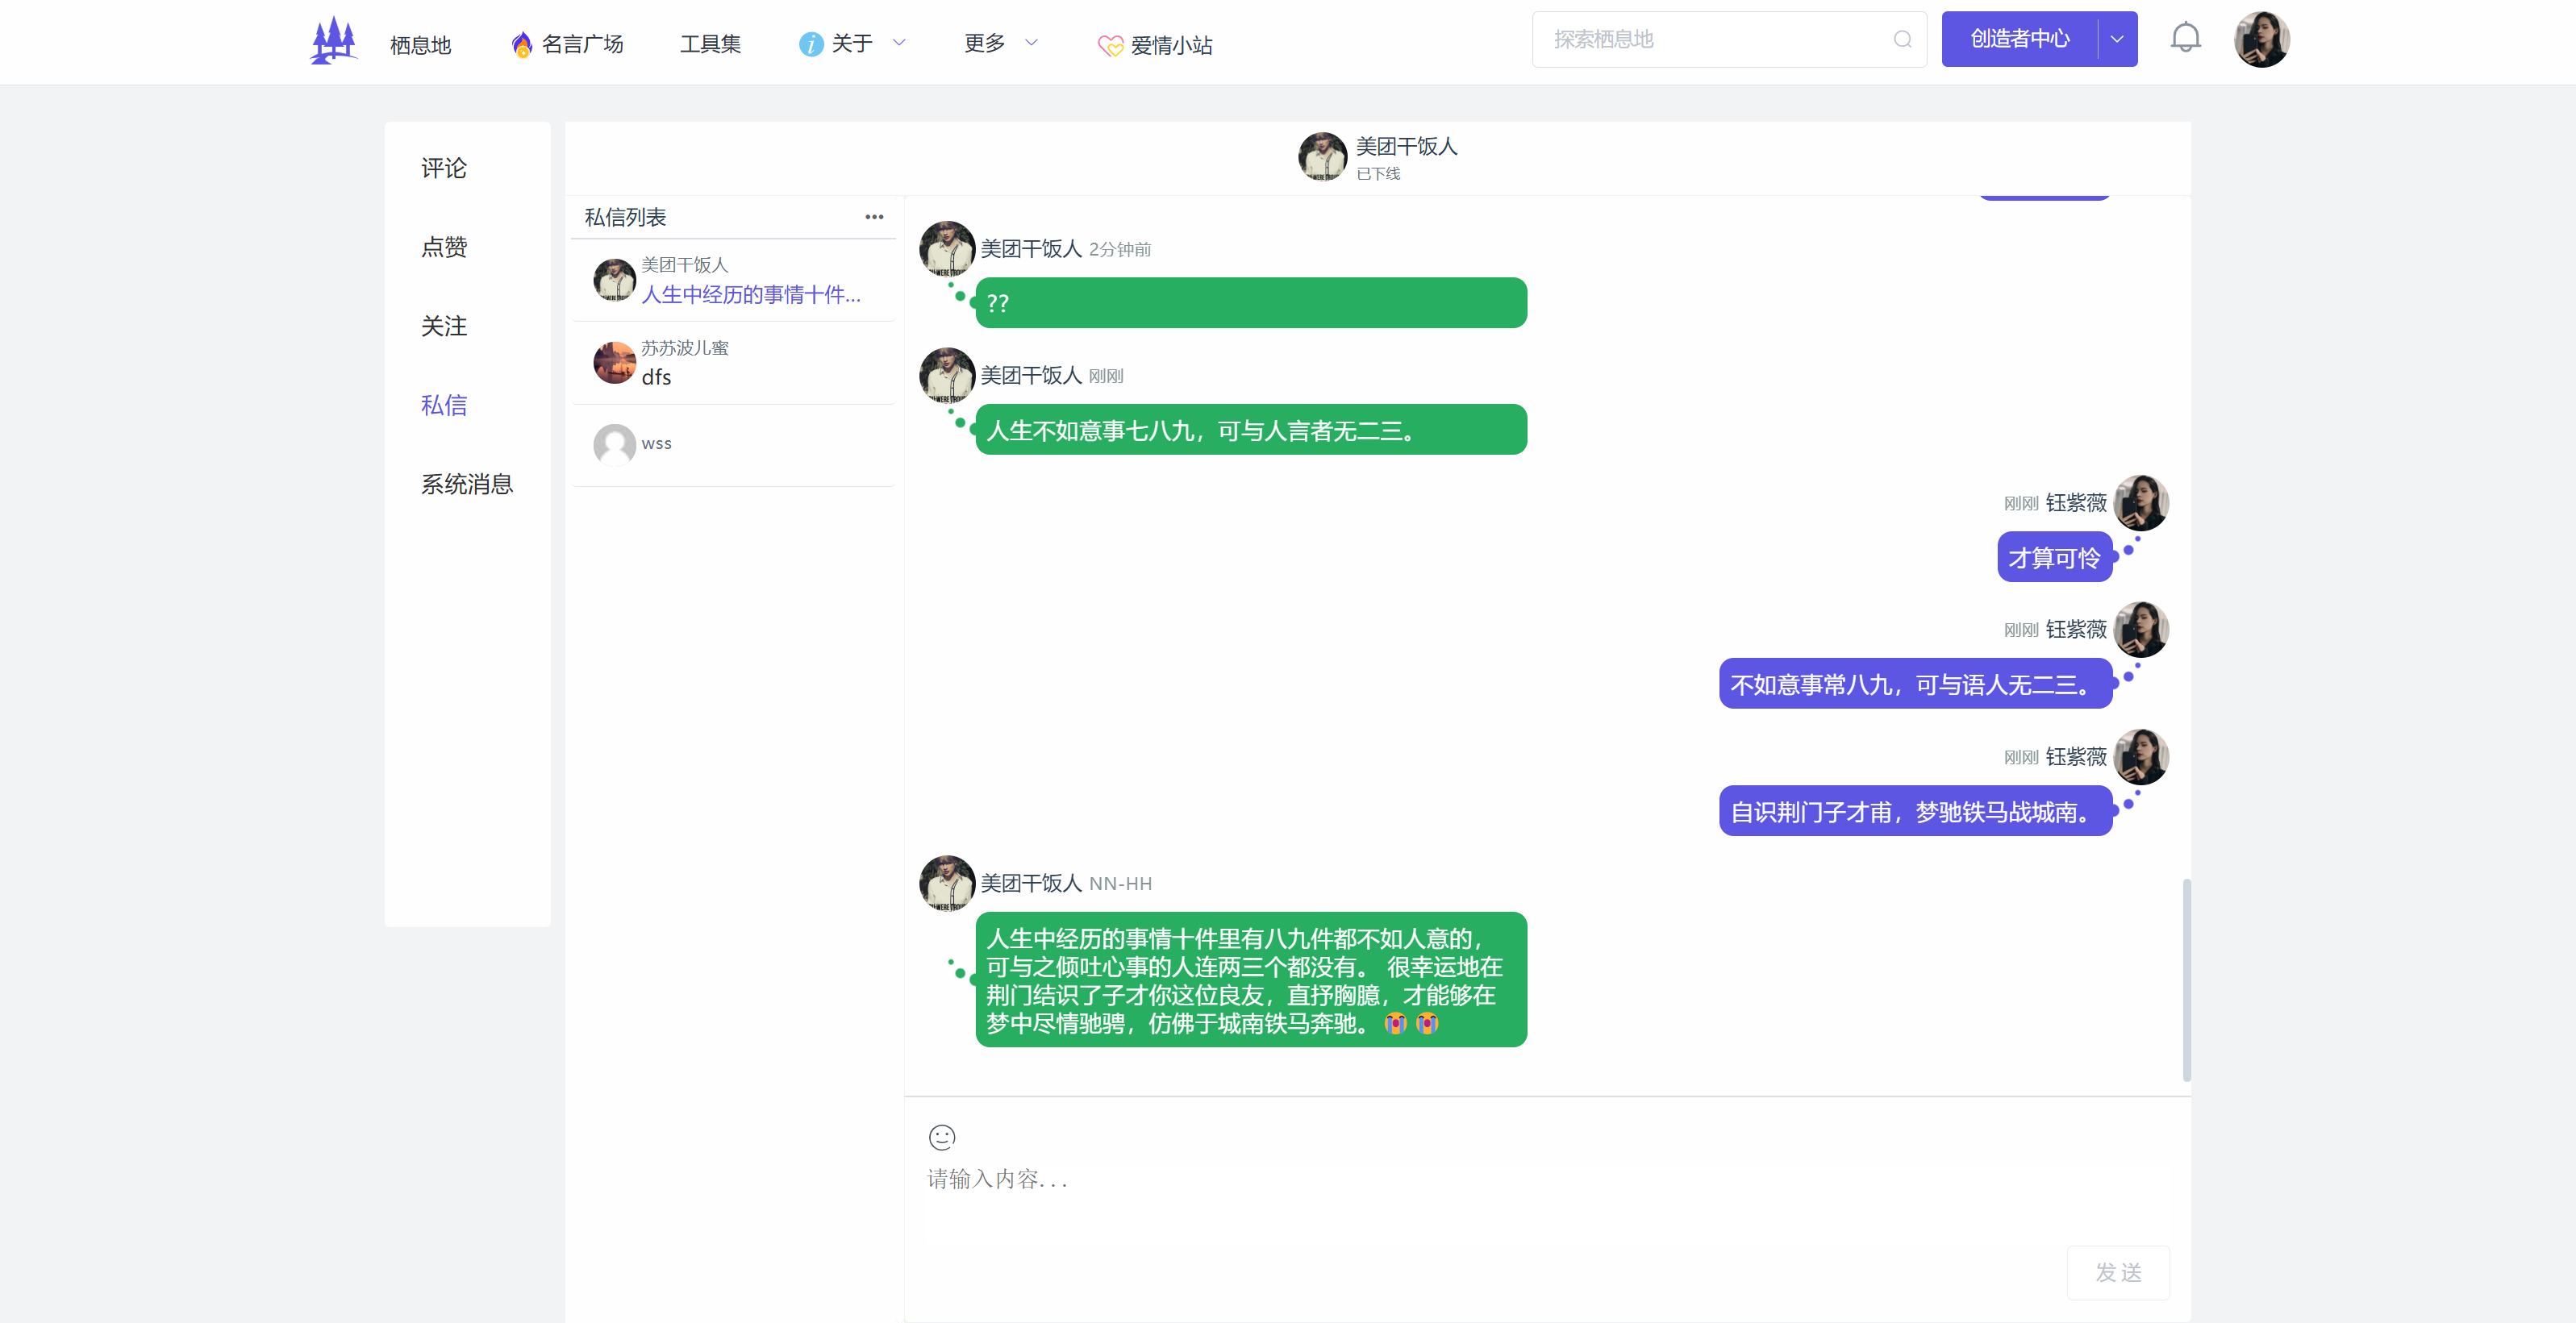 栖息地
名言广场
工具集
关于
更多
爱情小站
探索栖息地
创造者中心
评论
点赞
关注
私信
系统消息
美团干饭人
已下线
私信列表
美团干饭人
人生中经历的事情十件...
苏苏波儿蜜
dfs
wss
美团干饭人 2分钟前
??
美团干饭人 刚刚
人生不如意事七八九，可与人言者无二三。
刚刚 钰紫薇
才算可怜
刚刚 钰紫薇
不如意事常八九，可与语人无二三。
刚刚 钰紫薇
自识荆门子才甫，梦驰铁马战城南。
美团干饭人 NN-HH
人生中经历的事情十件里有八九件都不如人意的，
可与之倾吐心事的人连两三个都没有。 很幸运地在
荆门结识了子才你这位良友，直抒胸臆，才能够在
梦中尽情驰骋，仿佛于城南铁马奔驰。 😭 😭
请输入内容...
发送